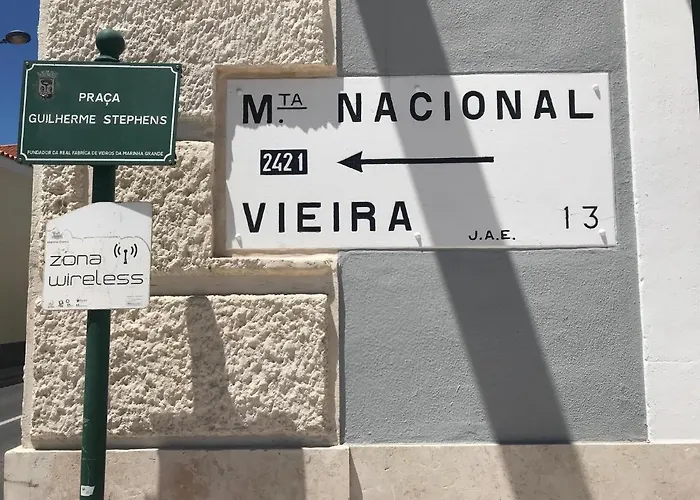 PRAÇA
GUILHERME STEPHENS
FUNDADOR DA REAL FABRICA DE VIDROS DA MARINHA GRANDE
zona
wireless
M.TA NACIONAL
2421
VIEIRA
J.A.E.
13